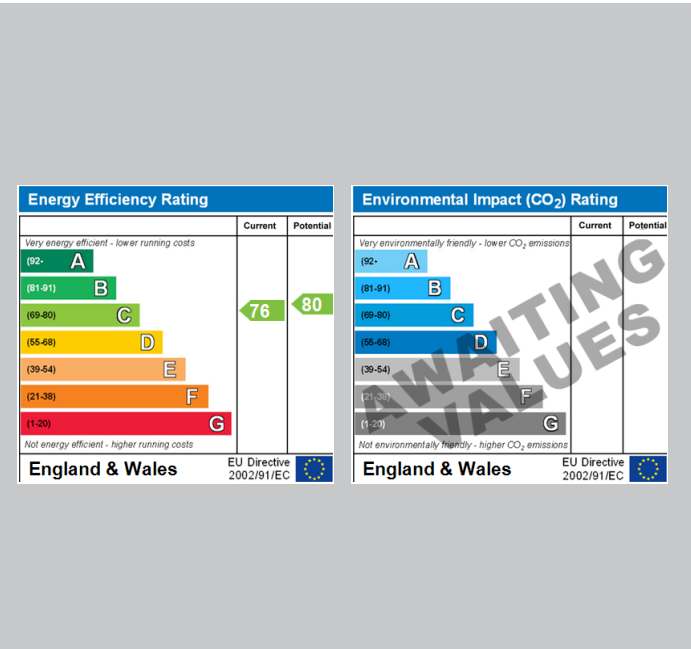 Energy Efficiency Rating
Current Potential
Very energy efficient - lower running costs
(92- A
(81-91) B
(69-80) C
76 80
(55-68) D
(39-54) E
(21-38) F
(1-20) G
Not energy efficient - higher running costs
England & Wales
EU Directive
2002/91/EC
Environmental Impact (CO2) Rating
Current Potential
Very environmentally friendly - lower CO2 emissions
(92- A
(81-91) B
(69-80) C
(55-68) D
(39-54) E
(21-38) F
(1-20) G
AWAITING
VALUES
Not environmentally friendly - higher CO2 emissions
England & Wales
EU Directive
2002/91/EC